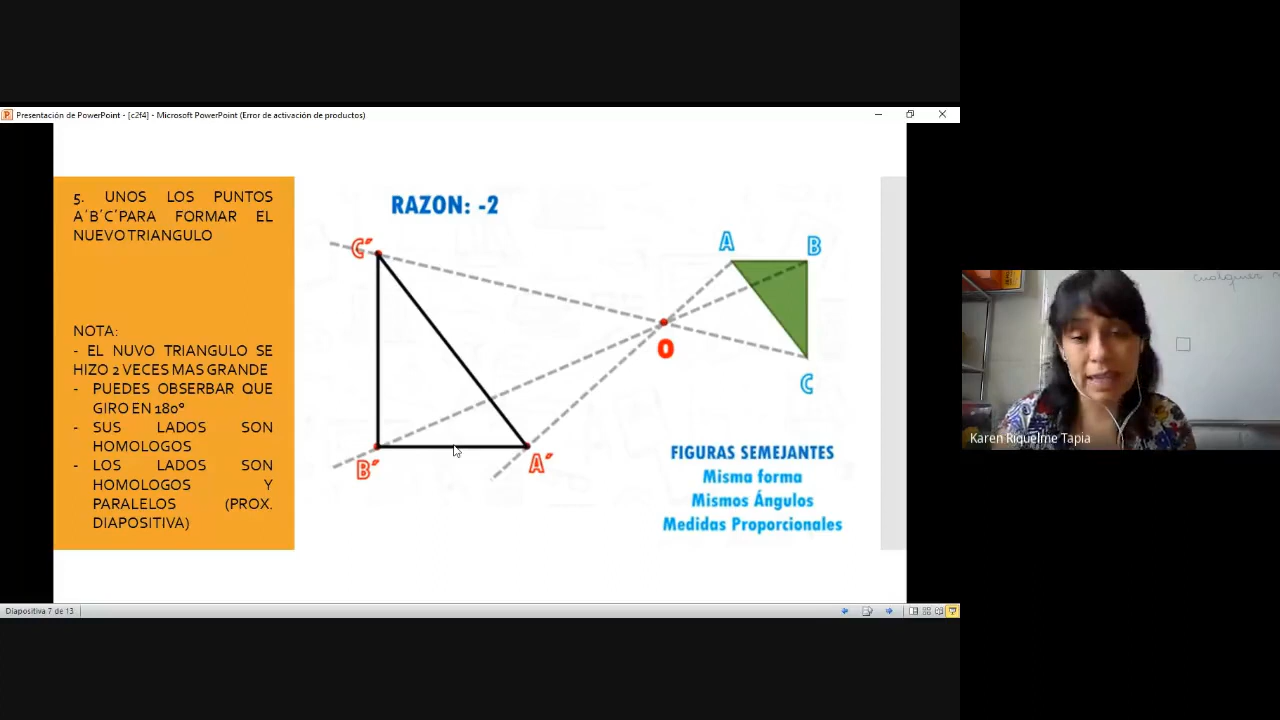 Presentación de PowerPoint - [c2f4] - Microsoft PowerPoint (Error de activación de productos)
5. UNOS LOS PUNTOS
A´B´C´PARA FORMAR EL
NUEVO TRIANGULO
NOTA:
- EL NUVO TRIANGULO SE
HIZO 2 VECES MAS GRANDE
- PUEDES OBSERBAR QUE
GIRO EN 180°
- SUS LADOS SON
HOMOLOGOS
- LOS LADOS SON
HOMOLOGOS Y
PARALELOS (PROX.
DIAPOSITIVA)
RAZON: -2
C´
A
B
O
C
B´
A´
FIGURAS SEMEJANTES
Misma forma
Mismos Ángulos
Medidas Proporcionales
cualquier
Karen Riquelme Tapia
Diapositiva 7 de 13